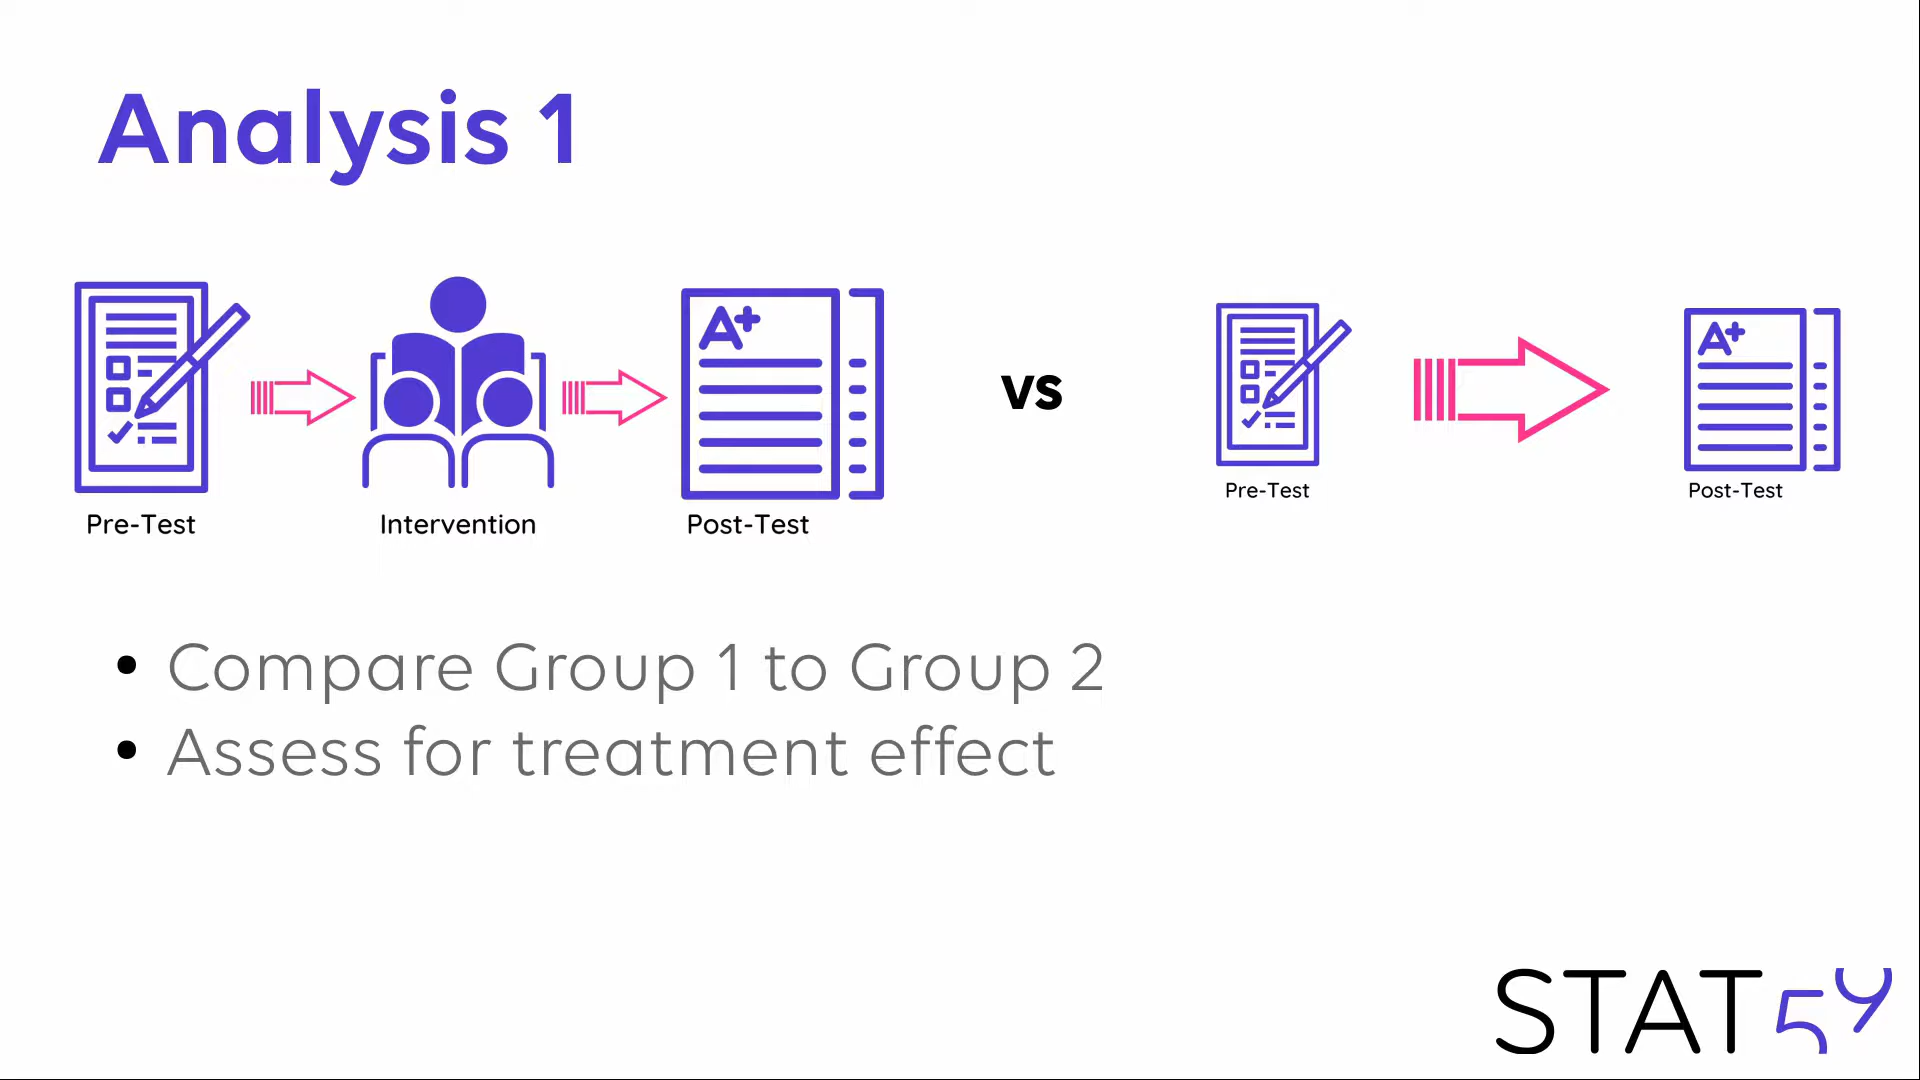 Analysis 1
A+
A+
vs
Pre-Test
Intervention
Post-Test
Pre-Test
Post-Test
• Compare Group 1 to Group 2
• Assess for treatment effect
STAT59